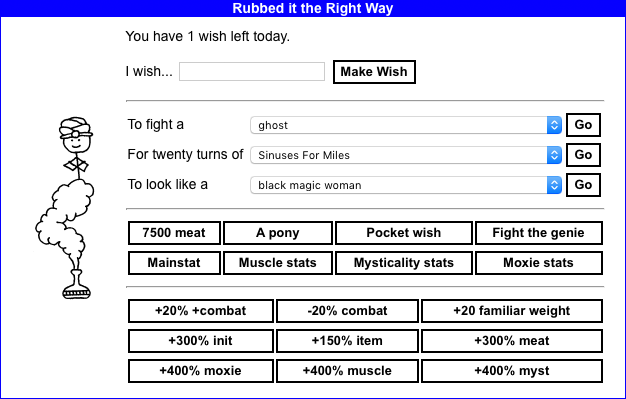 Rubbed it the Right Way
You have 1 wish left today.
I wish... Make Wish
To fight a ghost Go
For twenty turns of Sinuses For Miles Go
To look like a black magic woman Go
7500 meat A pony Pocket wish Fight the genie
Mainstat Muscle stats Mysticality stats Moxie stats
+20% +combat -20% combat +20 familiar weight
+300% init +150% item +300% meat
+400% moxie +400% muscle +400% myst